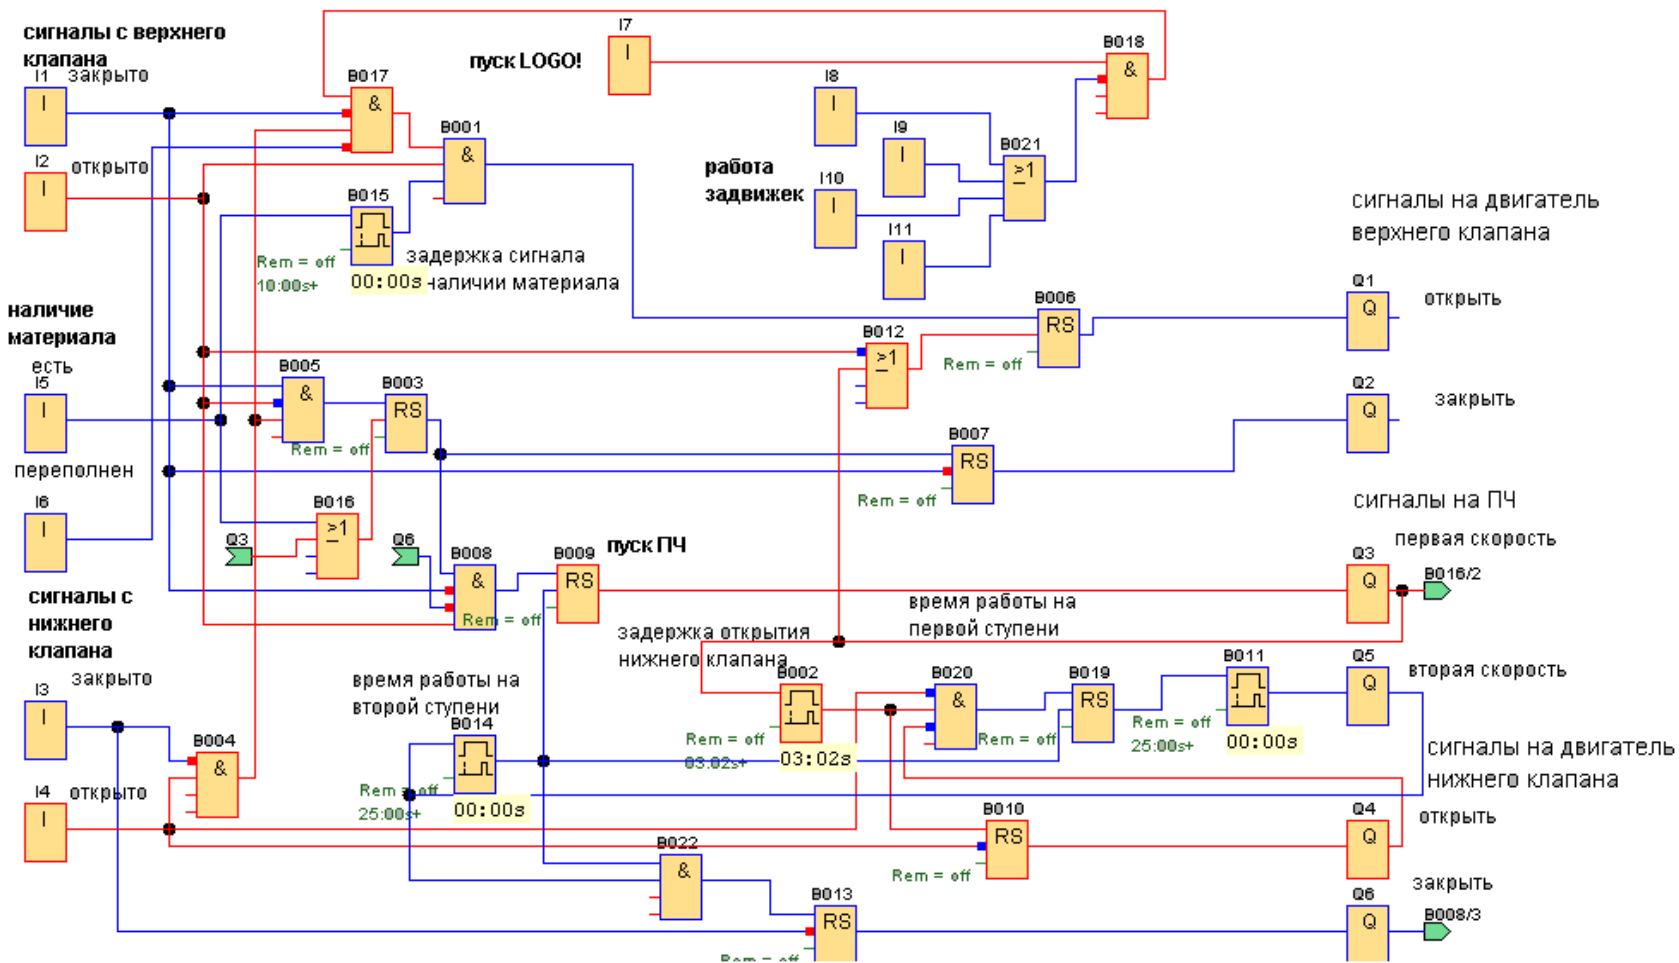 сигналы с верхнего
клапана
I1 закрыто
I
I2 открыто
I
B017
&
B001
&
пуск LOGO!
I7
I
B018
&
I8
I
I9
I
I10
I
I11
I
B021
>1
работа
задвижек
B015
Rem = off
10:00s+
00:00s
задержка сигнала
наличии материала
сигналы на двигатель
верхнего клапана
Q1
Q
открыть
Q2
Q
закрыть
B006
RS
Rem = off
B012
>1
B007
RS
Rem = off
наличие
материала
есть
I5
I
переполнен
I6
I
B005
&
B003
RS
Rem = off
B016
>1
Q3
Q6
B008
&
Rem = off
B009
RS
пуск ПЧ
сигналы на ПЧ
первая скорость
Q3
Q
B016/2
Q5
Q
вторая скорость
сигналы с
нижнего
клапана
закрыто
I3
I
I4 открыто
I
B004
&
время работы на
второй ступени
B014
Rem = off
25:00s+
00:00s
задержка открытия
нижнего клапана
B002
Rem = off
03:02s+
03:02s
время работы на
первой ступени
B020
&
B019
RS
Rem = off
B011
Rem = off
25:00s+
00:00s
сигналы на двигатель
нижнего клапана
Q4
Q
открыть
B010
RS
Rem = off
B022
&
B013
RS
Rem = off
закрыть
Q6
Q
B008/3